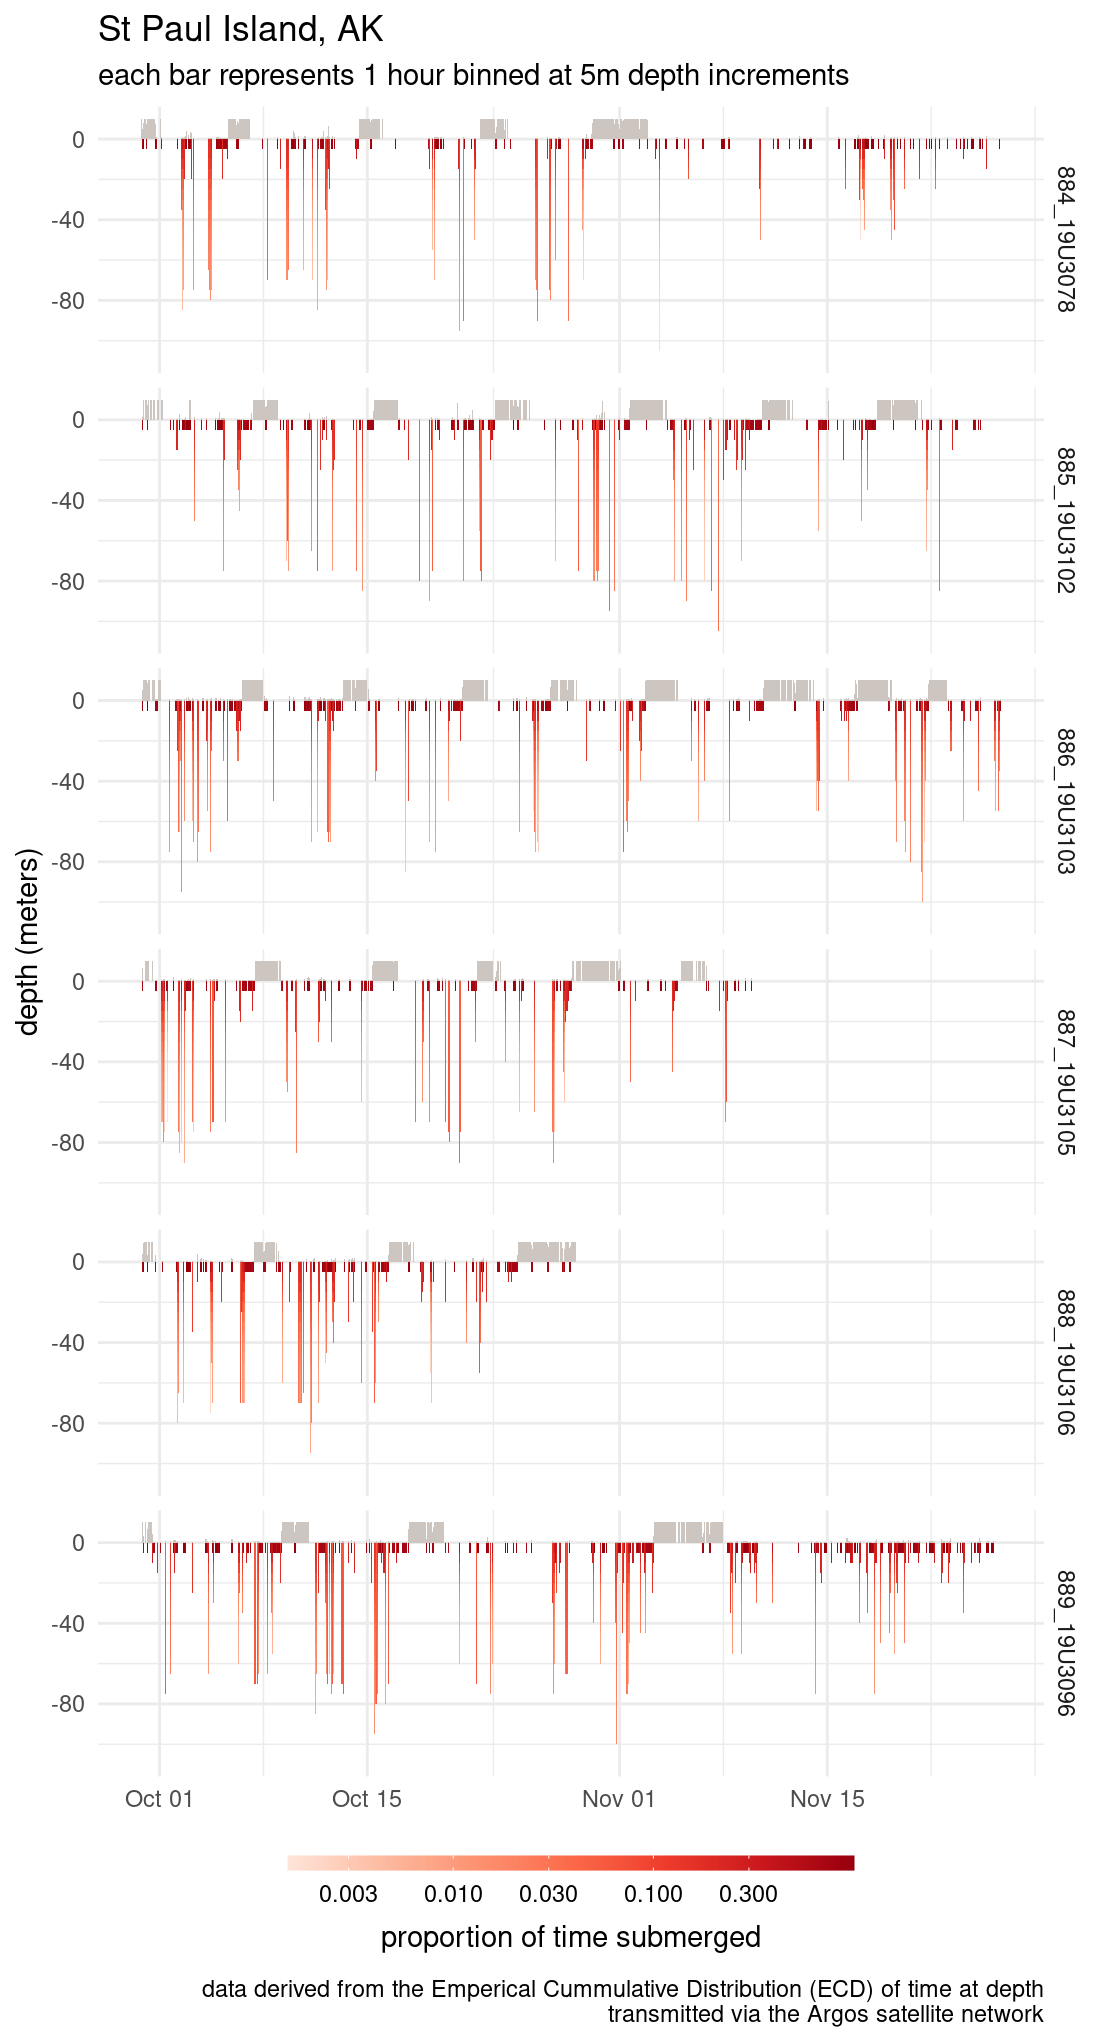 St Paul Island, AK
each bar represents 1 hour binned at 5m depth increments
0
-40
-80
884_19U3078
0
-40
-80
885_19U3102
0
-40
-80
886_19U3103
depth (meters)
0
-40
-80
887_19U3105
0
-40
-80
888_19U3106
0
-40
-80
889_19U3096
Oct 01 Oct 15 Nov 01 Nov 15
0.003 0.010 0.030 0.100 0.300
proportion of time submerged
data derived from the Emperical Cummulative Distribution (ECD) of time at depth
transmitted via the Argos satellite network